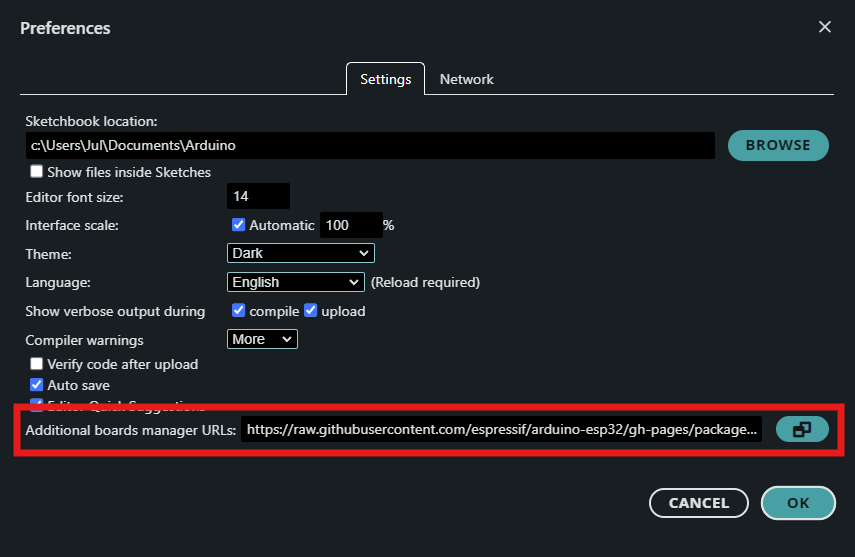 Preferences
Settings Network
Sketchbook location:
c:\Users\Jul\Documents\Arduino BROWSE
Show files inside Sketches
Editor font size: 14
Interface scale: Automatic 100 %
Theme: Dark
Language: English (Reload required)
Show verbose output during compile upload
Compiler warnings More
Verify code after upload
Auto save
Editor Quick Suggestions
Additional boards manager URLs: https://raw.githubusercontent.com/espressif/arduino-esp32/gh-pages/package...
CANCEL OK